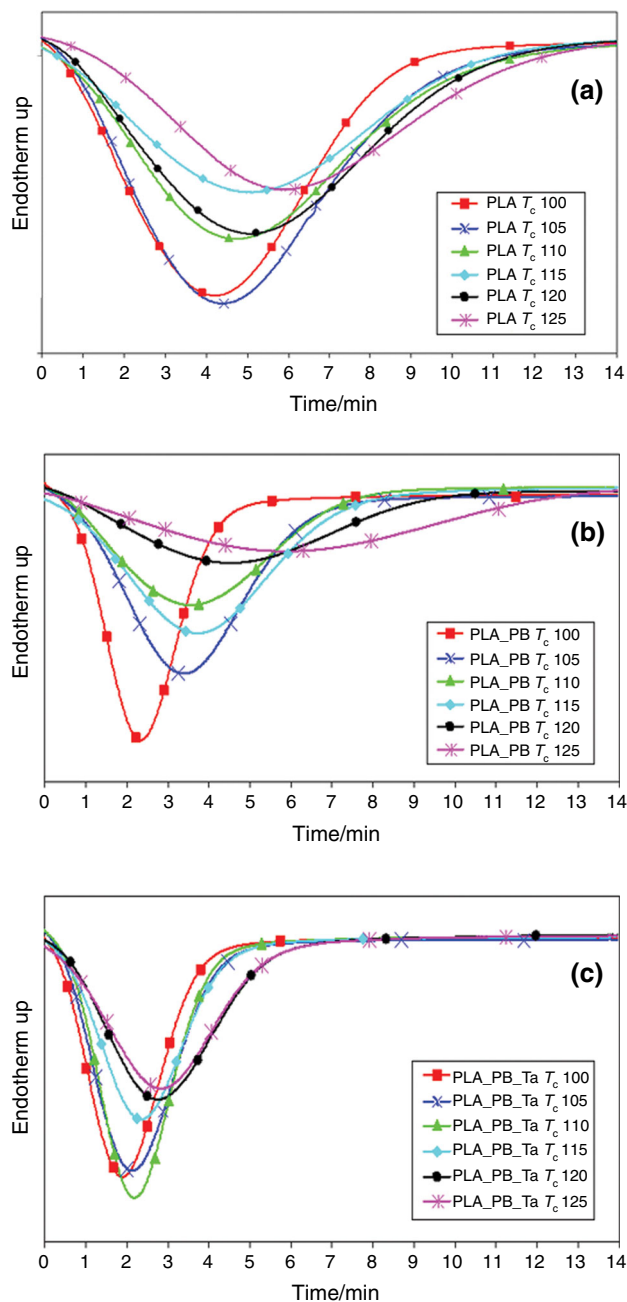 (a)
Endotherm up
PLA Tc 100
PLA Tc 105
PLA Tc 110
PLA Tc 115
PLA Tc 120
PLA Tc 125
0 1 2 3 4 5 6 7 8 9 10 11 12 13 14
Time/min
(b)
Endotherm up
PLA_PB Tc 100
PLA_PB Tc 105
PLA_PB Tc 110
PLA_PB Tc 115
PLA_PB Tc 120
PLA_PB Tc 125
0 1 2 3 4 5 6 7 8 9 10 11 12 13 14
Time/min
(c)
Endotherm up
PLA_PB_Ta Tc 100
PLA_PB_Ta Tc 105
PLA_PB_Ta Tc 110
PLA_PB_Ta Tc 115
PLA_PB_Ta Tc 120
PLA_PB_Ta Tc 125
0 1 2 3 4 5 6 7 8 9 10 11 12 13 14
Time/min